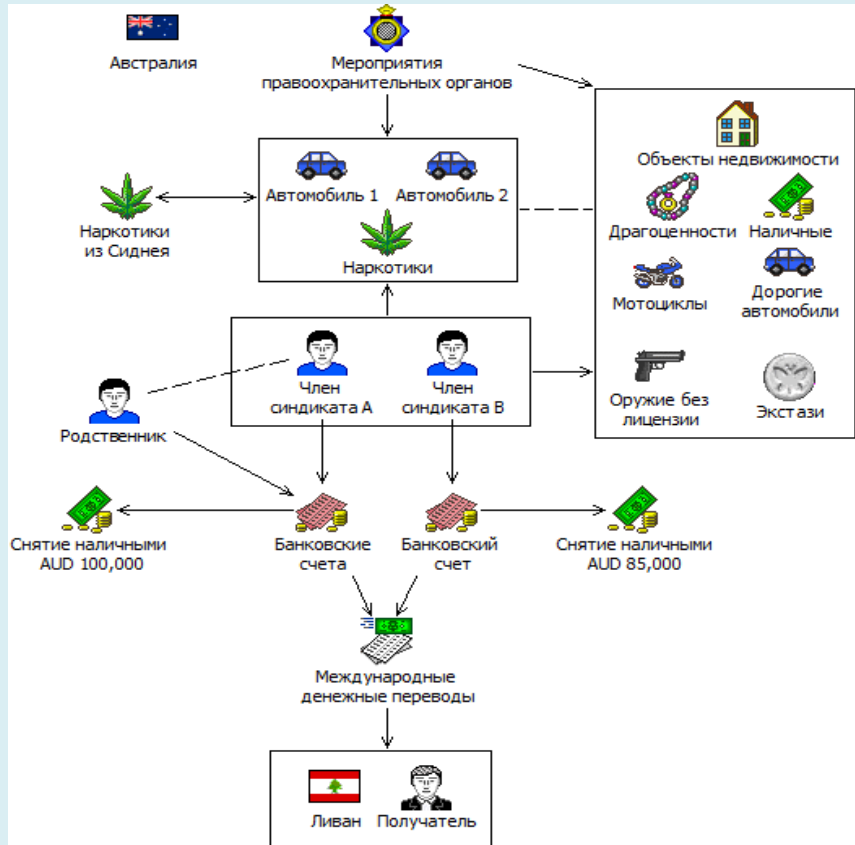 Австралия
Мероприятия
правоохранительных органов
Объекты недвижимости
Автомобиль 1
Автомобиль 2
Наркотики
из Сиднея
Наркотики
Драгоценности
Наличные
Мотоциклы
Дорогие
автомобили
Член
синдиката А
Член
синдиката В
Оружие без
лицензии
Экстази
Родственник
Снятие наличными
AUD 100,000
Банковские
счета
Банковский
счет
Снятие наличными
AUD 85,000
Международные
денежные переводы
Ливан
Получатель